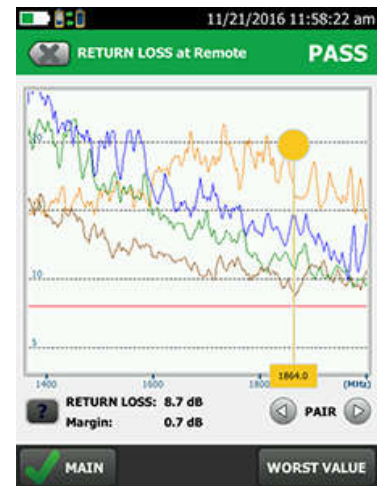 11/21/2016 11:58:22 am
RETURN LOSS at Remote
PASS
10
5
1400
1600
1800
1864.0
(MHz)
?
RETURN LOSS: 8.7 dB
Margin: 0.7 dB
PAIR
MAIN
WORST VALUE